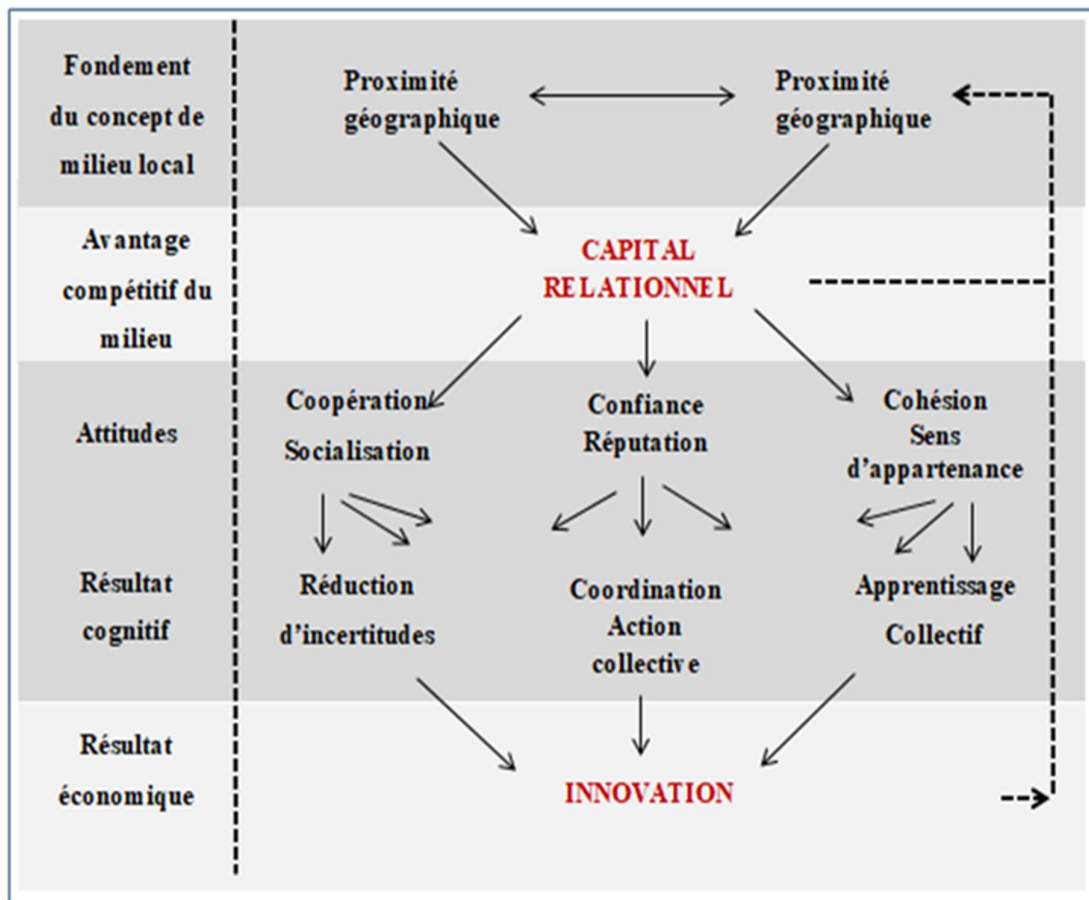 Fondement
du concept de
milieu local
Proximité
géographique
Proximité
géographique
Avantage
compétitif du
milieu
CAPITAL
RELATIONNEL
Attitudes
Coopération
Socialisation
Confiance
Réputation
Cohésion
Sens
d'appartenance
Résultat
cognitif
Réduction
d'incertitudes
Coordination
Action
collective
Apprentissage
Collectif
Résultat
économique
INNOVATION